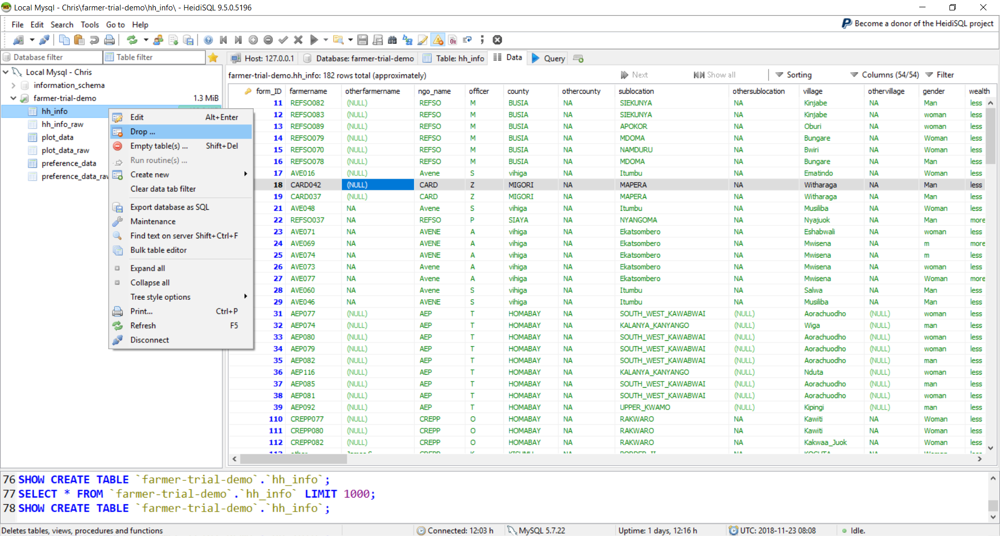 Local Mysql - Chris\farmer-trial-demo\hh_info\ - HeidiSQL 9.5.0.5196
File Edit Search Tools Go to Help
Become a donor of the HeidiSQL project
Database filter Table filter
Host: 127.0.0.1 Database: farmer-trial-demo Table: hh_info Data Query
farmer-trial-demo.hh_info: 182 rows total (approximately) Next Show all Sorting Columns (54/54) Filter
Local Mysql - Chris
information_schema
farmer-trial-demo 1.3 MiB
hh_info
hh_info_raw
plot_data
plot_data_raw
preference_data
preference_data_raw
Edit Alt+Enter
Drop ...
Empty table(s) ... Shift+Del
Run routine(s) ...
Create new
Clear data tab filter
Export database as SQL
Maintenance
Find text on server Shift+Ctrl+F
Bulk table editor
Expand all
Collapse all
Tree style options
Print... Ctrl+P
Refresh F5
Disconnect
form_ID farmername otherfarmername ngo_name officer county othercounty sublocation othersublocation village othervillage gender wealth
11 REFSO082 (NULL) REFSO M BUSIA NA SIEKUNYA NA Kinjabe NA Man less
12 REFSO083 (NULL) REFSO M BUSIA NA SIEKUNYA NA Kinjabe NA woman less
13 REFSO089 (NULL) REFSO M BUSIA NA APOKOR NA Oburi NA woman less
14 REFSO079 (NULL) REFSO M BUSIA NA MDOMA NA Bungare NA Woman less
15 REFSO070 (NULL) REFSO M BUSIA NA NAMDURU NA Bwiri NA Woman less
16 REFSO078 (NULL) REFSO M BUSIA NA MDOMA NA Bungare NA Man less
17 AVE016 (NULL) Avene S vihiga NA Itumbu NA Ematindo NA Woman less
18 CARD042 (NULL) CARD Z MIGORI NA MAPERA NA Witharaga NA Man less
19 CARD037 (NULL) CARD Z MIGORI NA MAPERA NA Witharaga NA Man less
21 AVE048 NA Avene S vihiga NA Itumbu NA Musiliba NA Woman less
22 REFSO037 NA REFSO P SIAYA NA NYANGOMA NA Nyajuok NA Man more
23 AVE071 NA AVENE A vihiga NA Ekatsombero NA Eshabwali NA woman less
24 AVE069 NA AVENE A vihiga NA Ekatsombero NA Mwisena NA m more
25 AVE074 NA AVENE A vihiga NA Ekatsombero NA Mwisena NA m less
26 AVE073 NA Avene A vihiga NA Ekatsombero NA Mwisena NA woman less
27 AVE077 NA Avene A vihiga NA Ekatsombero NA Mwisena NA Woman more
28 AVE060 NA Avene S vihiga NA Itumbu NA Salwa NA Man less
29 AVE046 NA AVENE S vihiga NA Itumbu NA Musiliba NA Man less
31 AEP077 (NULL) AEP T HOMABAY NA SOUTH_WEST_KAWABWAI (NULL) Aorachuodho (NULL) woman less
32 AEP074 (NULL) AEP T HOMABAY NA KALANYA_KANYANGO (NULL) Wiga (NULL) man less
33 AEP080 (NULL) AEP T HOMABAY NA SOUTH_WEST_KAWABWAI (NULL) Aorachuodho (NULL) woman less
34 AEP079 (NULL) AEP T HOMABAY NA SOUTH_WEST_KAWABWAI (NULL) Aorachuodho (NULL) woman less
35 AEP082 (NULL) AEP T HOMABAY NA SOUTH_WEST_KAWABWAI (NULL) Aorachuodho (NULL) man less
36 AEP116 (NULL) AEP T HOMABAY NA KALANYA_KANYANGO (NULL) Nduta (NULL) woman less
37 AEP085 (NULL) AEP T HOMABAY NA SOUTH_WEST_KAWABWAI (NULL) Aorachuodho (NULL) man less
38 AEP081 (NULL) AEP T HOMABAY NA SOUTH_WEST_KAWABWAI (NULL) Aorachuodho (NULL) woman less
39 AEP092 (NULL) AEP T HOMABAY NA UPPER_KWAMO (NULL) Kipingi (NULL) man less
110 CREPP077 (NULL) CREPP O HOMABAY NA RAKWARO NA Kawiti NA Woman less
111 CREPP080 (NULL) CREPP O HOMABAY NA RAKWARO NA Kawiti NA Woman less
112 CREPP082 (NULL) CREPP O HOMABAY NA RAKWARO NA Kakwaa_Juok NA Woman less
76 SHOW CREATE TABLE `farmer-trial-demo`.`hh_info`;
77 SELECT * FROM `farmer-trial-demo`.`hh_info` LIMIT 1000;
78 SHOW CREATE TABLE `farmer-trial-demo`.`hh_info`;
Deletes tables, views, procedures and functions Connected: 12:03 h MySQL 5.7.22 Uptime: 1 days, 12:16 h UTC: 2018-11-23 08:08 Idle.